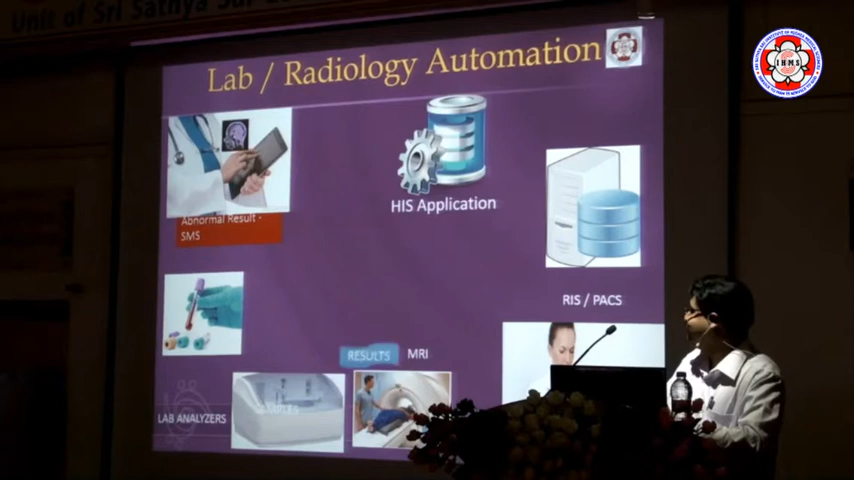 Unit of Sri Sathya Sai
Lab / Radiology Automation
IHMS
HIS Application
Abnormal Result -
SMS
RIS / PACS
RESULTS
MRI
LAB ANALYZERS
SAMPLES